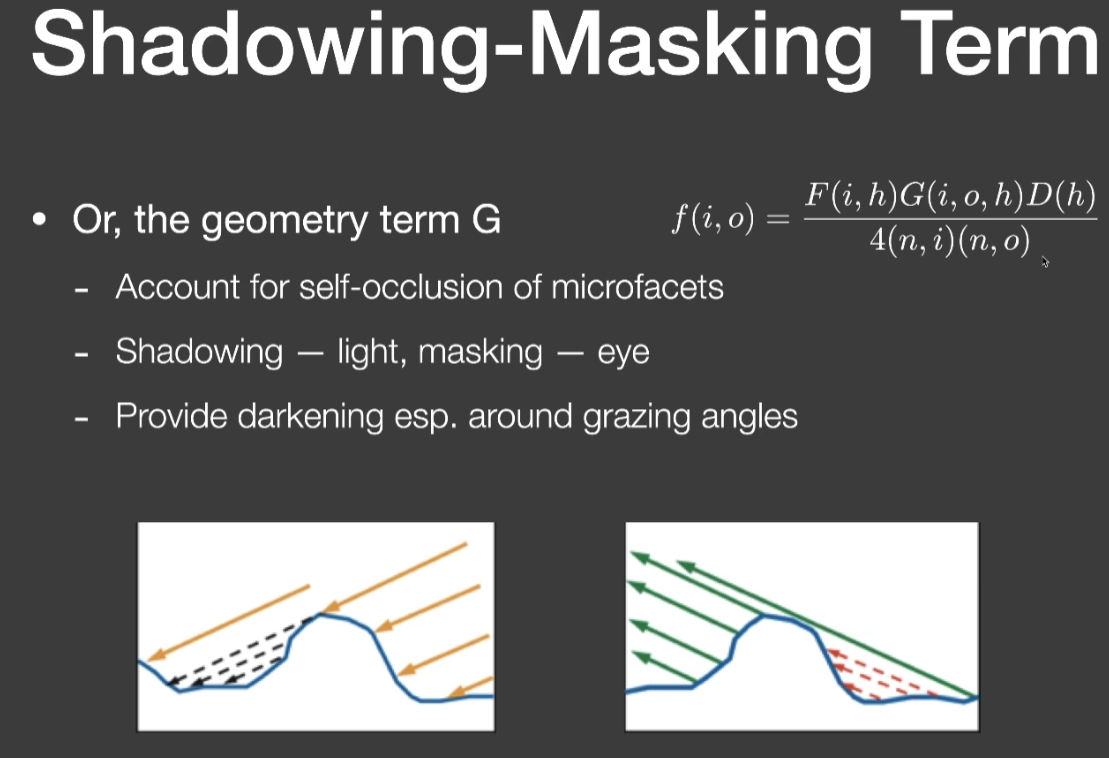 Shadowing-Masking Term
• Or, the geometry term G
f(i, o) = F(i, h)G(i, o, h)D(h) / 4(n, i)(n, o)
- Account for self-occlusion of microfacets
- Shadowing — light, masking — eye
- Provide darkening esp. around grazing angles